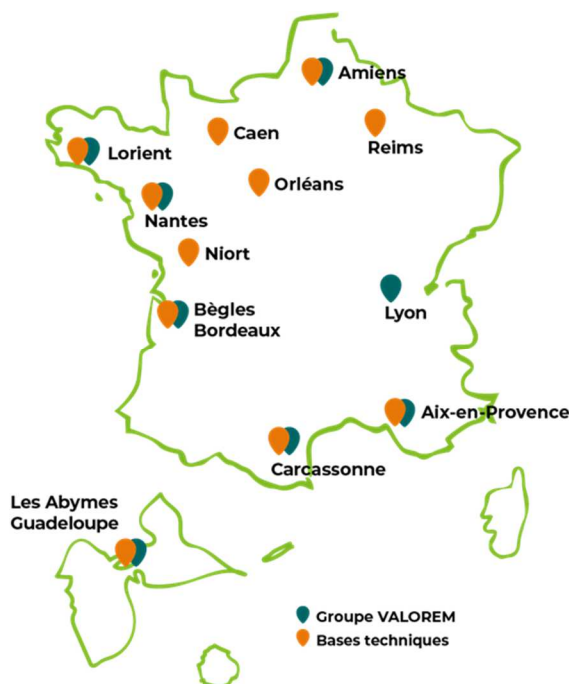 Amiens
Caen
Reims
Lorient
Orléans
Nantes
Niort
Bègles
Bordeaux
Lyon
Aix-en-Provence
Carcassonne
Les Abymes
Guadeloupe
Groupe VALOREM
Bases techniques